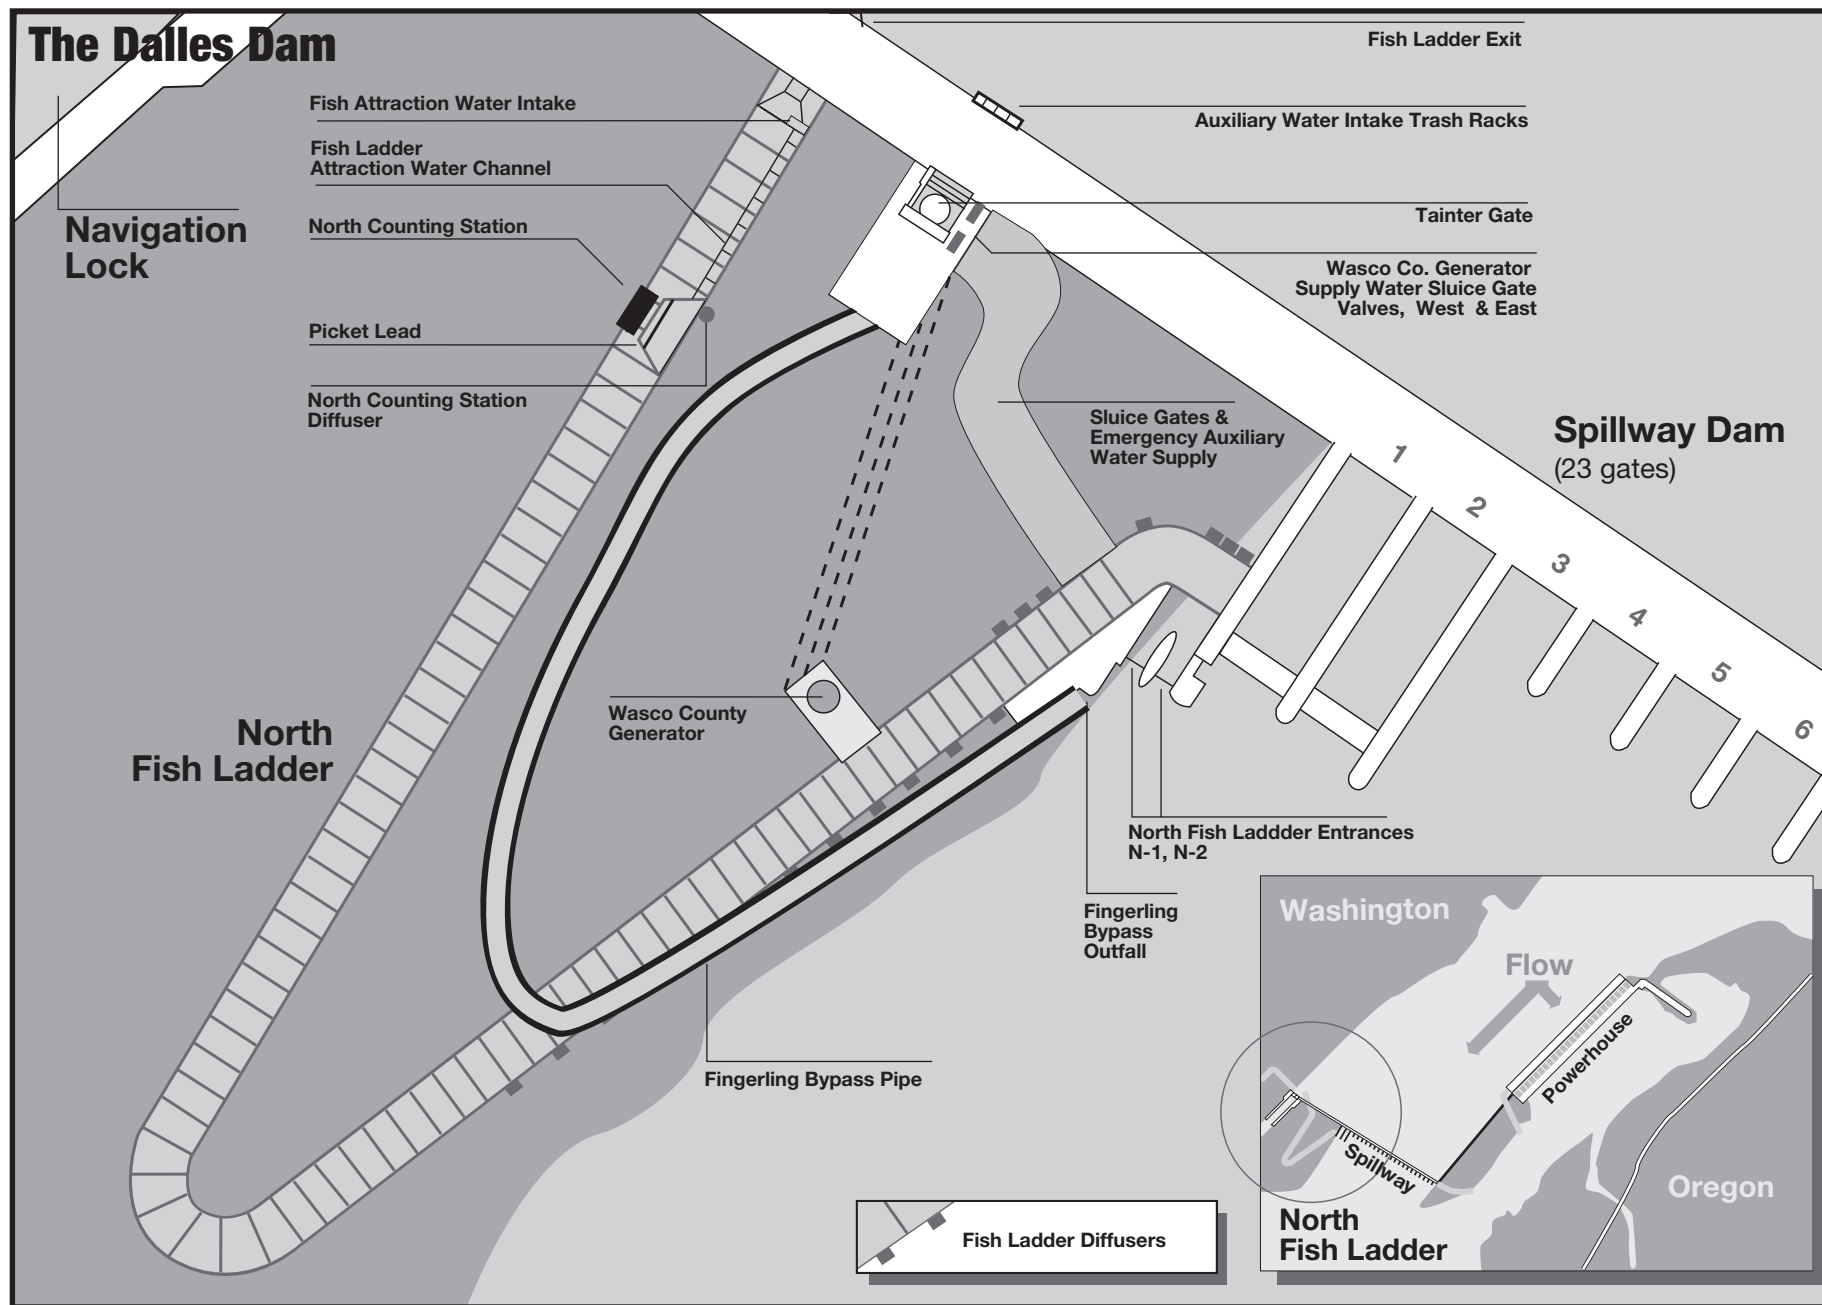 The Dalles Dam
Fish Ladder Exit
Fish Attraction Water Intake
Auxiliary Water Intake Trash Racks
Fish Ladder
Attraction Water Channel
Tainter Gate
North Counting Station
Navigation
Lock
Wasco Co. Generator
Supply Water Sluice Gate
Valves, West & East
Picket Lead
North Counting Station
Diffuser
Sluice Gates &
Emergency Auxiliary
Water Supply
Spillway Dam
(23 gates)
1
2
3
4
5
6
Wasco County
Generator
North
Fish Ladder
North Fish Laddder Entrances
N-1, N-2
Fingerling
Bypass
Outfall
Fingerling Bypass Pipe
Washington
Flow
Powerhouse
Spillway
Oregon
North
Fish Ladder
Fish Ladder Diffusers